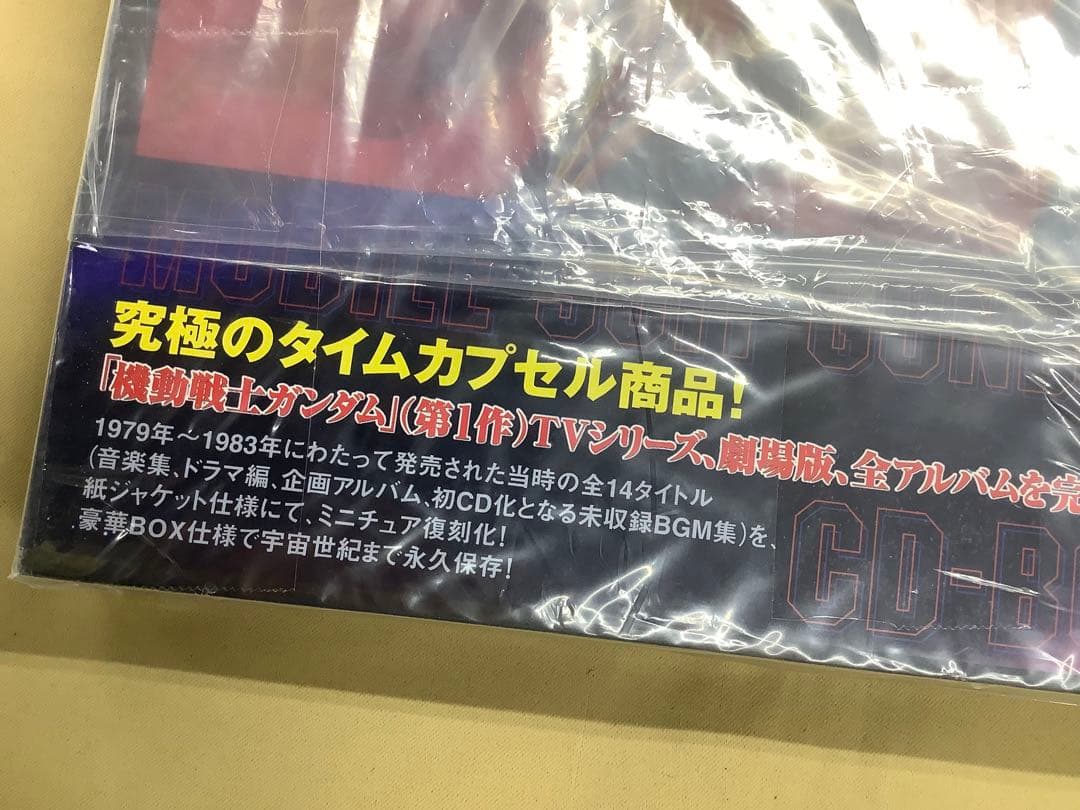 MOBILE SUIT GUND
究極のタイムカプセル商品!
「機動戦士ガンダム」(第1作)TVシリーズ、劇場版、全アルバムを完
1979年～1983年にわたって発売された当時の全14タイトル
(音楽集、ドラマ編、企画アルバム、初CD化となる未収録BGM集)を、
紙ジャケット仕様にて、ミニチュア復刻化!
豪華BOX仕様で宇宙世紀まで永久保存!
CD-B